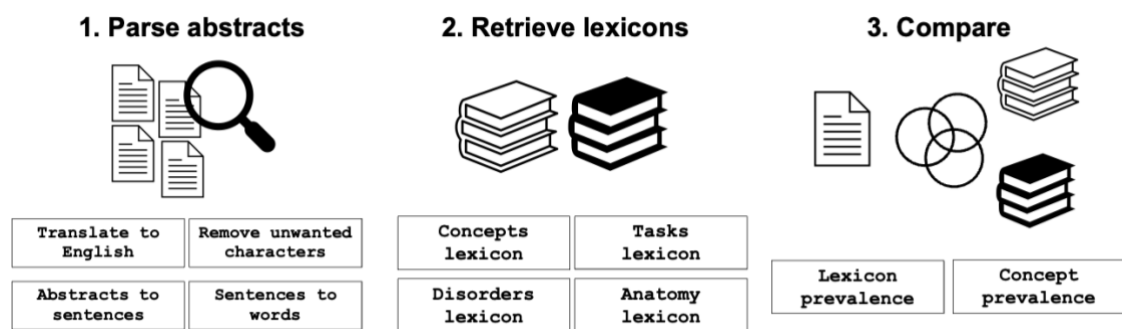 1. Parse abstracts
2. Retrieve lexicons
3. Compare
Translate to
English
Remove unwanted
characters
Abstracts to
sentences
Sentences to
words
Concepts
lexicon
Tasks
lexicon
Disorders
lexicon
Anatomy
lexicon
Lexicon
prevalence
Concept
prevalence